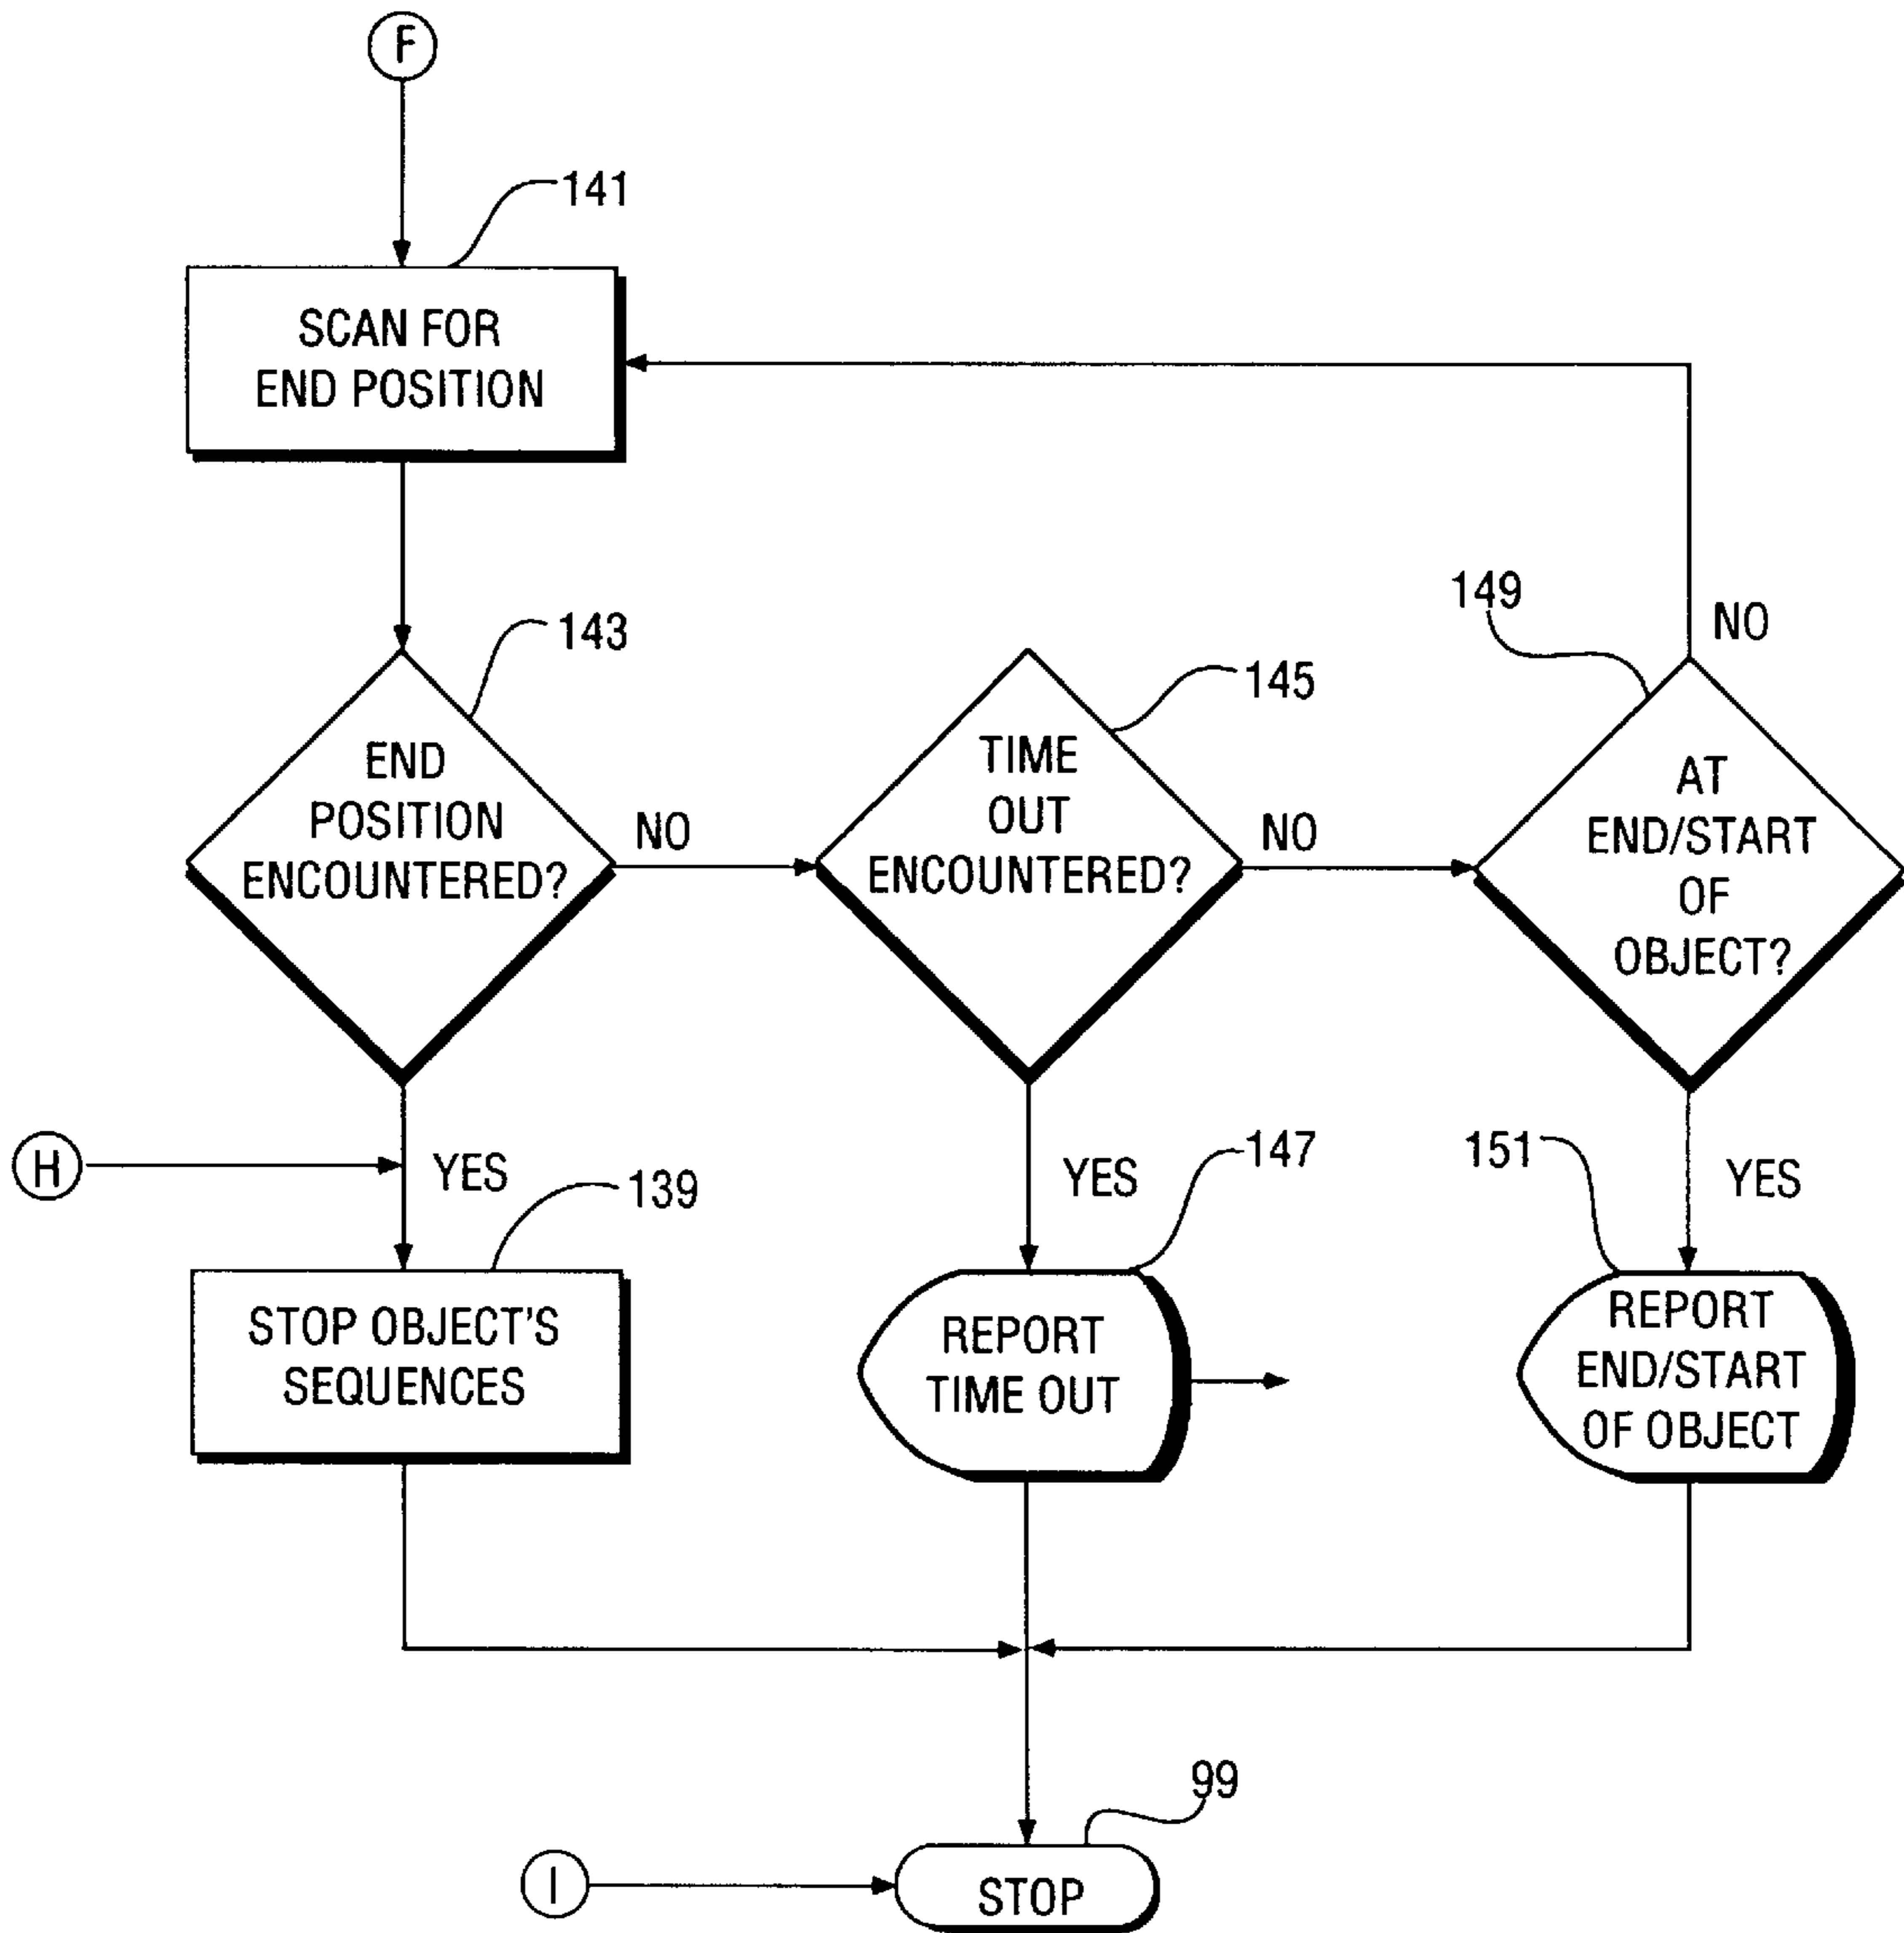 F
141
SCAN FOR
END POSITION
143
END
POSITION
ENCOUNTERED?
NO
145
TIME
OUT
ENCOUNTERED?
NO
149
NO
AT
END/START
OF
OBJECT?
H
YES
139
STOP OBJECT'S
SEQUENCES
YES
147
REPORT
TIME OUT
151
YES
REPORT
END/START
OF OBJECT
99
I
STOP